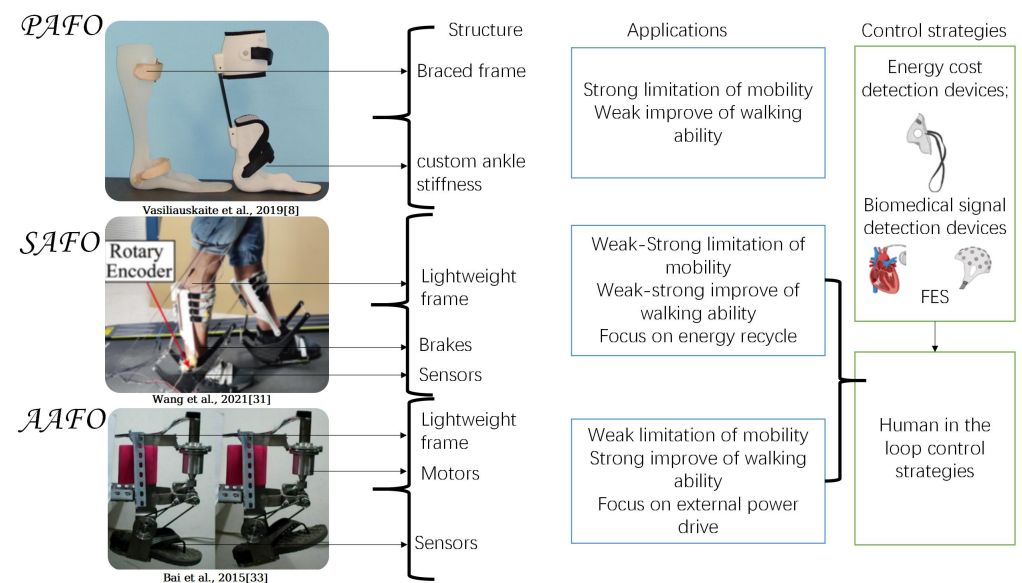 PAFO
Structure
Applications
Control strategies
Braced frame
custom ankle
stiffness
Strong limitation of mobility
Weak improve of walking
ability
Energy cost
detection devices;
Biomedical signal
detection devices
FES
Vasiliauskaite et al., 2019[8]
SAFO
Rotary
Encoder
Lightweight
frame
Brakes
Sensors
Weak-Strong limitation of
mobility
Weak-strong improve of
walking ability
Focus on energy recycle
Wang et al., 2021[31]
AAFO
Lightweight
frame
Motors
Sensors
Weak limitation of mobility
Strong improve of walking
ability
Focus on external power
drive
Human in the
loop control
strategies
Bai et al., 2015[33]